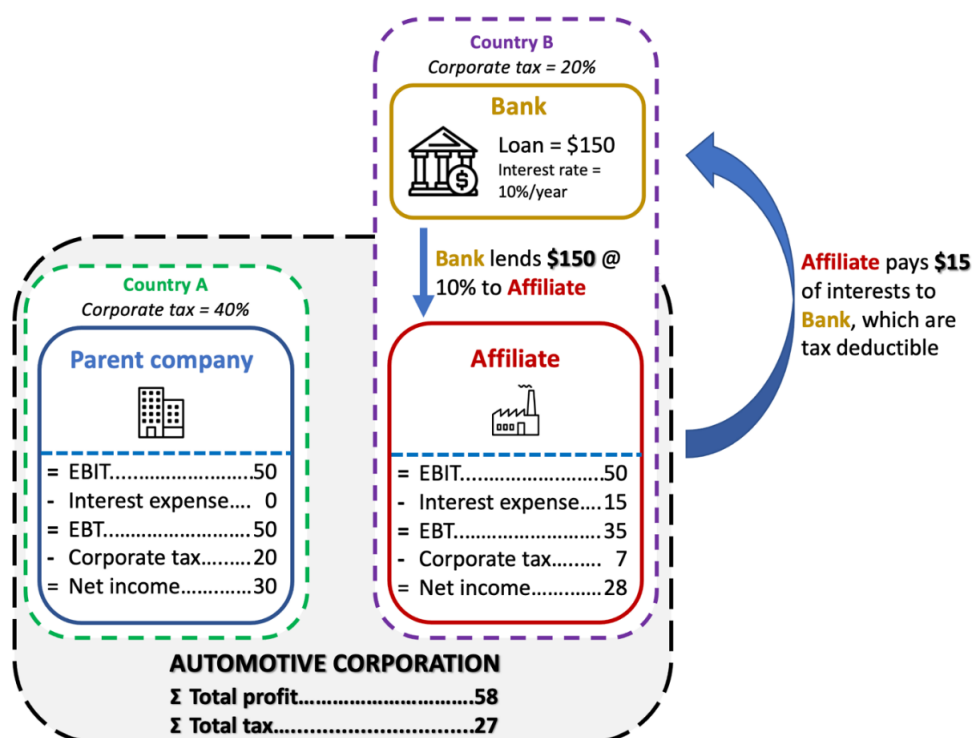 Country B
Corporate tax = 20%
Bank
Loan = $150
Interest rate =
10%/year
Bank lends $150 @
10% to Affiliate
Affiliate pays $15
of interests to
Bank, which are
tax deductible
Country A
Corporate tax = 40%
Parent company
= EBIT..............................50
- Interest expense.... 0
= EBT..............................50
- Corporate tax.........20
= Net income............30
Affiliate
= EBIT..............................50
- Interest expense....15
= EBT..............................35
- Corporate tax......... 7
= Net income............28
AUTOMOTIVE CORPORATION
Σ Total profit..............................58
Σ Total tax..............................27